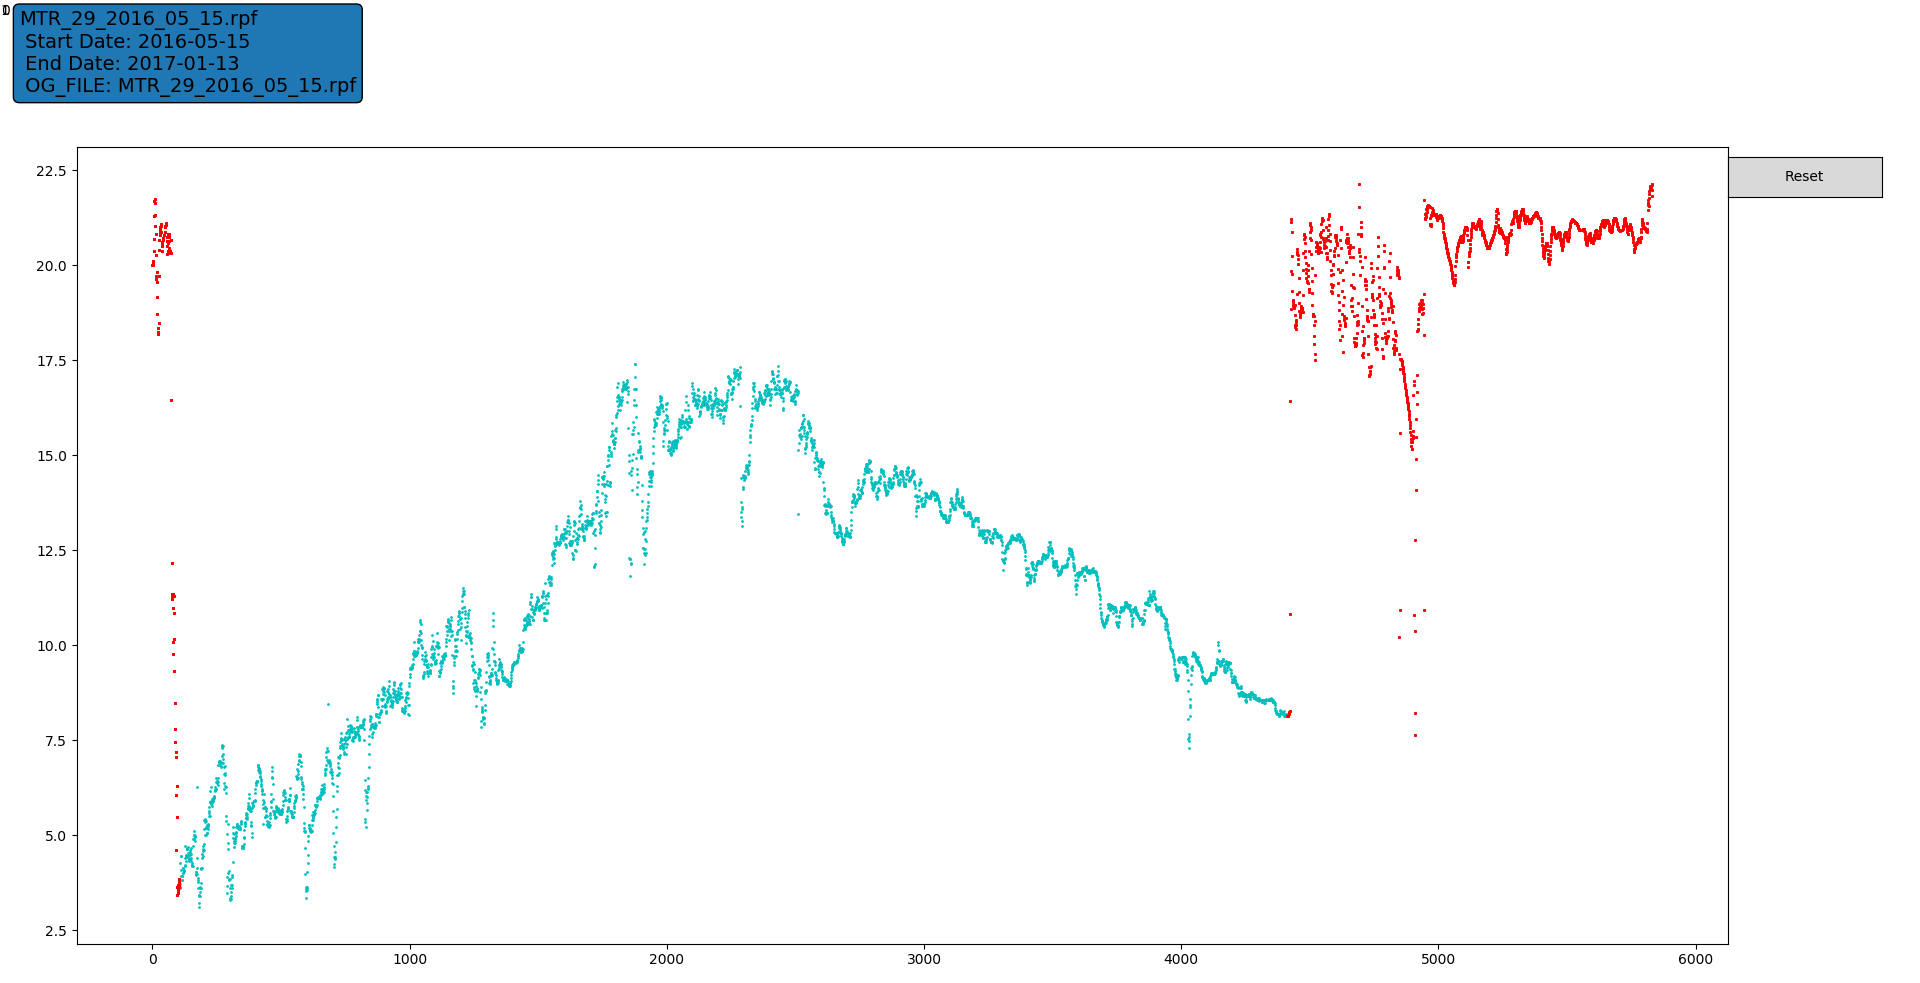 MTR_29_2016_05_15.rpf
Start Date: 2016-05-15
End Date: 2017-01-13
OG_FILE: MTR_29_2016_05_15.rpf
Reset
22.5
20.0
17.5
15.0
12.5
10.0
7.5
5.0
2.5
0 1000 2000 3000 4000 5000 6000